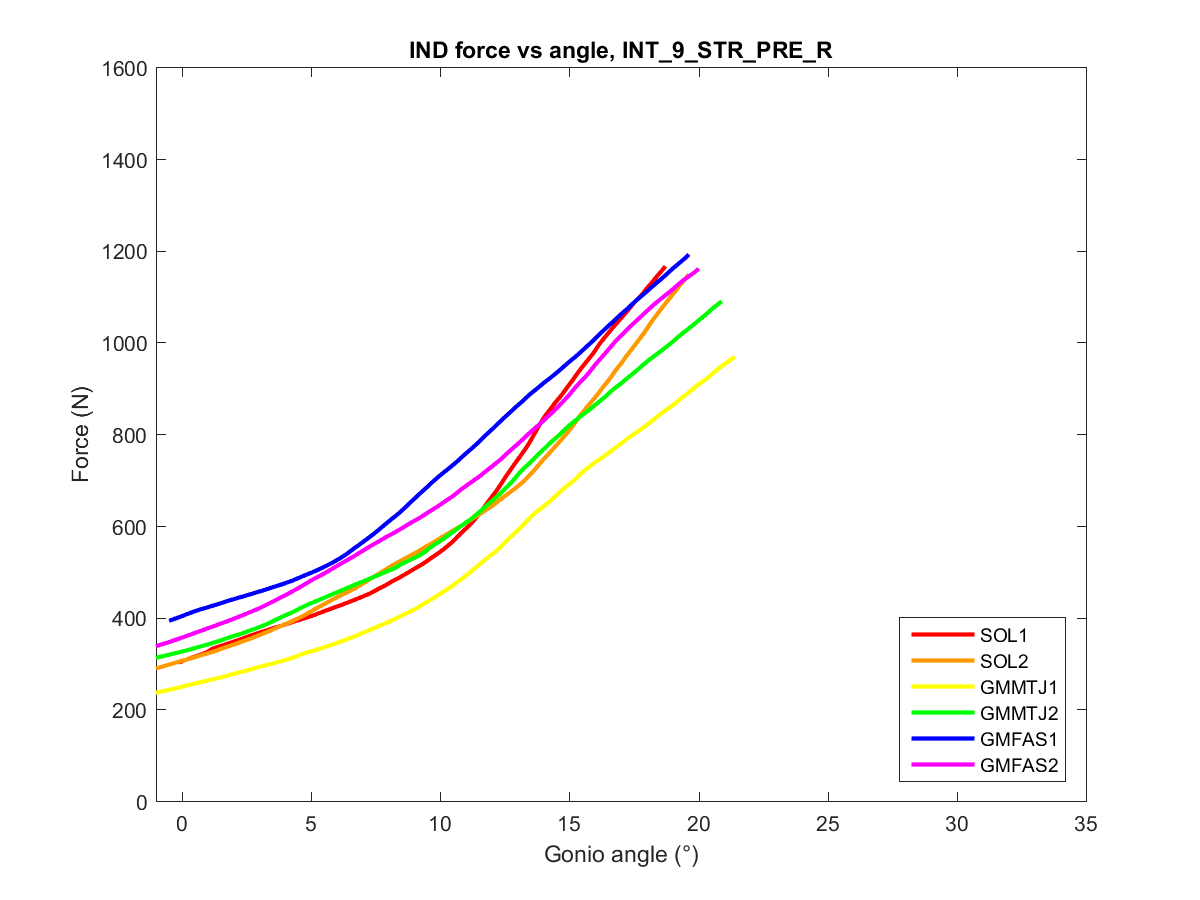 IND force vs angle, INT_9_STR_PRE_R
1600
1400
1200
1000
800
600
400
200
0
Force (N)
0 5 10 15 20 25 30 35
Gonio angle (°)
SOL1
SOL2
GMMTJ1
GMMTJ2
GMFAS1
GMFAS2